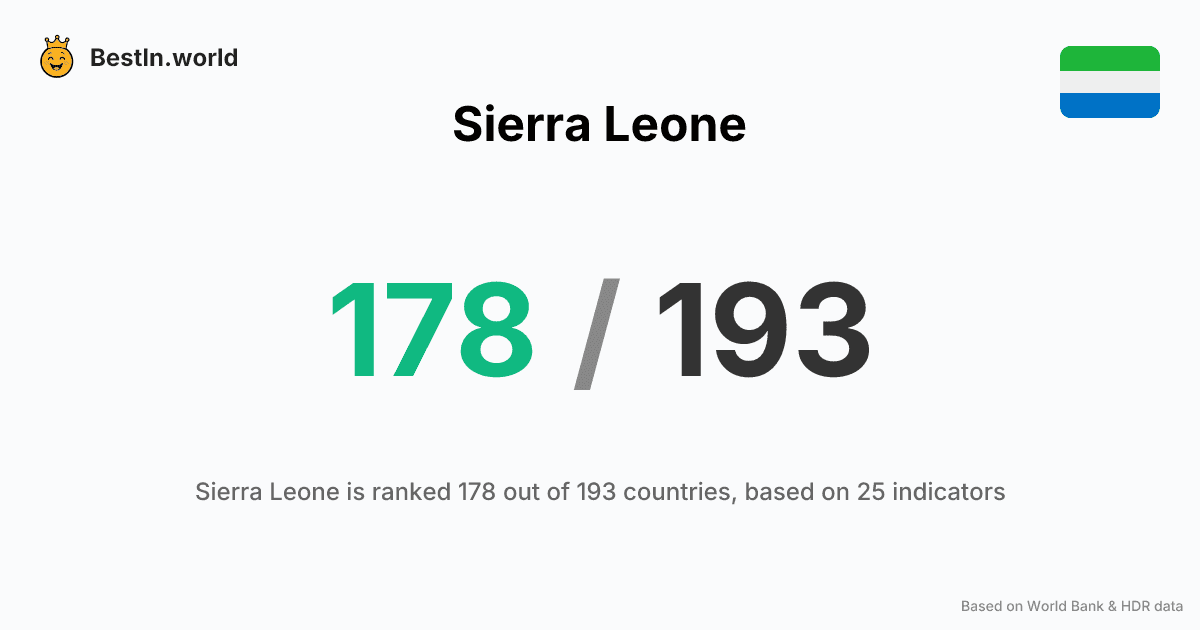 BestIn.world
Sierra Leone
178 / 193
Sierra Leone is ranked 178 out of 193 countries, based on 25 indicators
Based on World Bank & HDR data